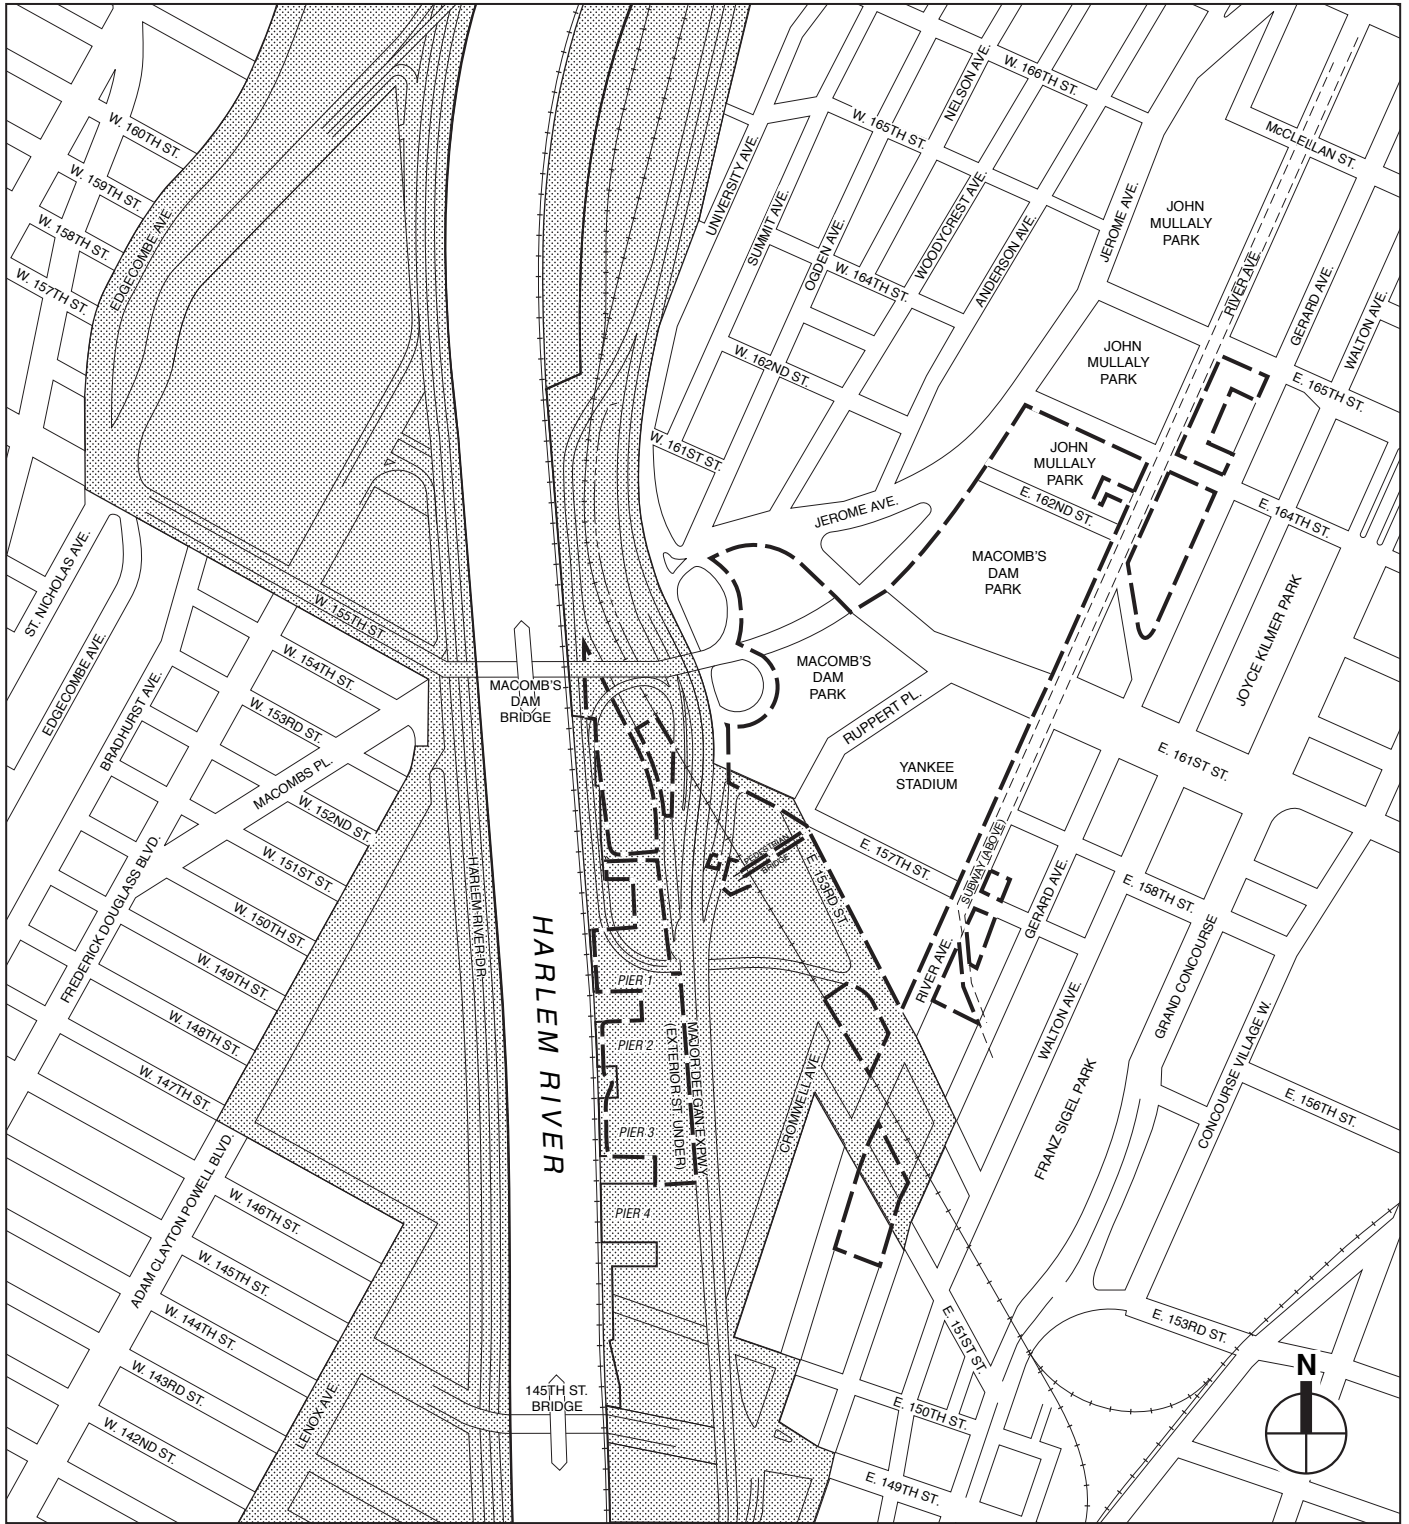 W. 160TH ST.
W. 159TH ST.
W. 158TH ST.
W. 157TH ST.
EDGECOMBE AVE.
NELSON AVE.
W. 166TH ST.
W. 165TH ST.
McCLELLAN ST.
UNIVERSITY AVE.
SUMMIT AVE.
OGDEN AVE.
WOODYCREST AVE.
ANDERSON AVE.
JEROME AVE.
JOHN
MULLALY
PARK
W. 164TH ST.
RIVER AVE.
GERARD AVE.
WALTON AVE.
W. 162ND ST.
JOHN
MULLALY
PARK
E. 165TH ST.
W. 161ST ST.
JOHN
MULLALY
PARK
E. 162ND ST.
JEROME AVE.
E. 164TH ST.
ST. NICHOLAS AVE.
EDGECOMBE AVE.
BRADHURST AVE.
W. 155TH ST
W. 154TH ST.
W. 153RD ST.
MACOMBS PL.
W. 152ND ST
W. 151ST ST.
W. 150TH ST.
W. 149TH ST.
W. 148TH ST.
W. 147TH ST.
FREDERICK DOUGLASS BLVD.
MACOMB'S
DAM
BRIDGE
MACOMB'S
DAM
PARK
MACOMB'S
DAM
PARK
RUPPERT PL.
YANKEE
STADIUM
JOYCE KILMER PARK
E. 161ST ST.
PEDESTRIAN
BRIDGE
E. 153RD ST.
E. 157TH ST.
SUBWAY (ABOVE)
GERARD AVE.
E. 158TH ST.
RIVER AVE.
WALTON AVE.
GRAND CONCOURSE
CONCOURSE VILLAGE W.
FRANZ SIGEL PARK
E. 156TH ST.
HARLEM RIVER DR.
HARLEM RIVER
PIER 1
PIER 2
PIER 3
PIER 4
MAJOR DEEGAN EXPWY
(EXTERIOR ST. UNDER)
CROMWELL AVE.
ADAM CLAYTON POWELL BLVD.
W. 146TH ST.
W. 145TH ST.
W. 144TH ST.
W. 143RD ST.
W. 142ND ST.
LENOX AVE.
145TH ST.
BRIDGE
E. 151ST ST.
E. 153RD ST.
E. 150TH ST.
E. 149TH ST.
N